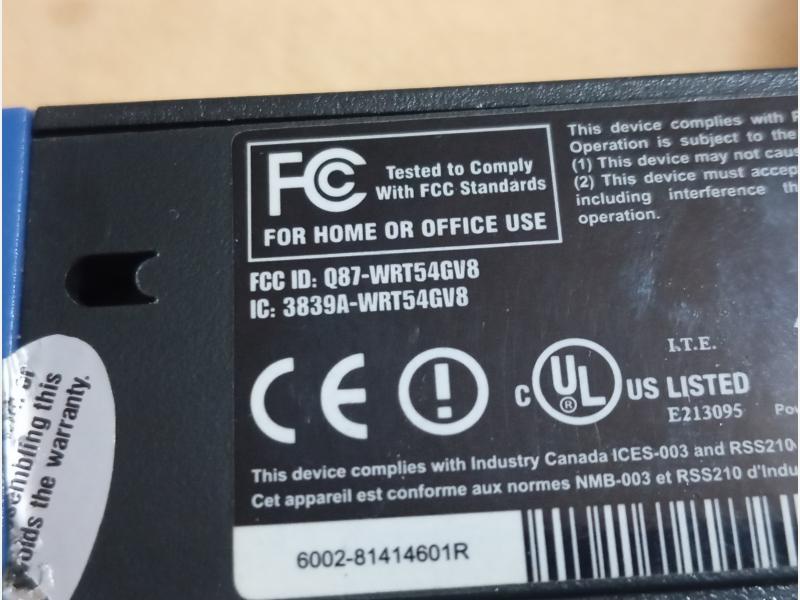 FC
Tested to Comply
With FCC Standards
FOR HOME OR OFFICE USE
This device complies with
Operation is subject to the
(1) This device may not
(2) This device must
including interference
operation.
FCC ID: Q87-WRT54GV8
IC: 3839A-WRT54GV8
CE
I.T.E.
c UL ® US LISTED
E213095
This device complies with Industry Canada ICES-003 and RSS210
Cet appareil est conforme aux normes NMB-003 et RSS210
6002-81414601R
this
the warranty.